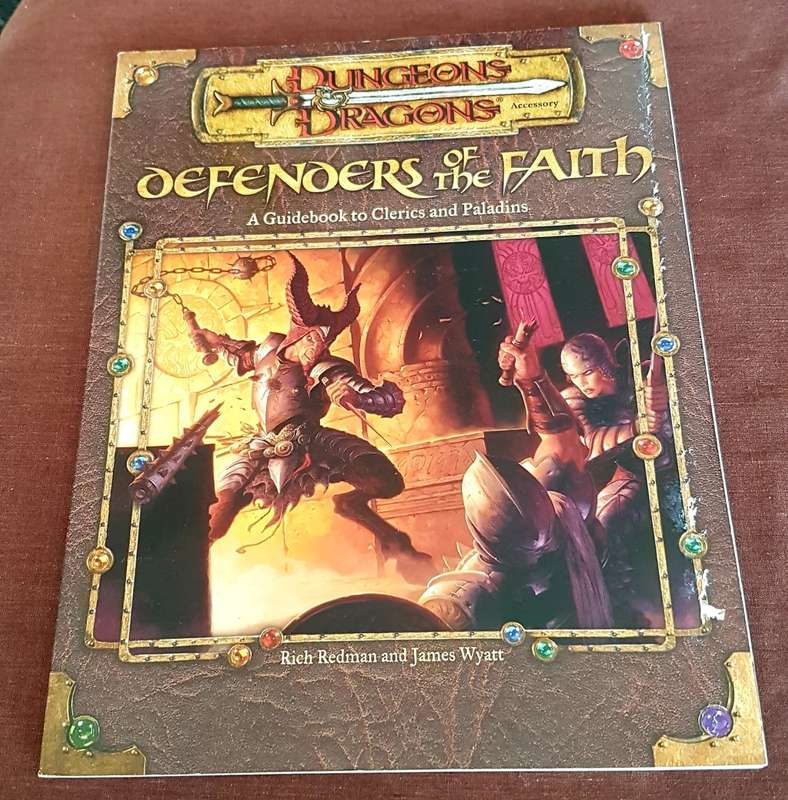 DUNGEONS
DRAGONS®
Accessory
DEFENDERS OF THE FAITH
A Guidebook to Clerics and Paladins
Rich Redman and James Wyatt